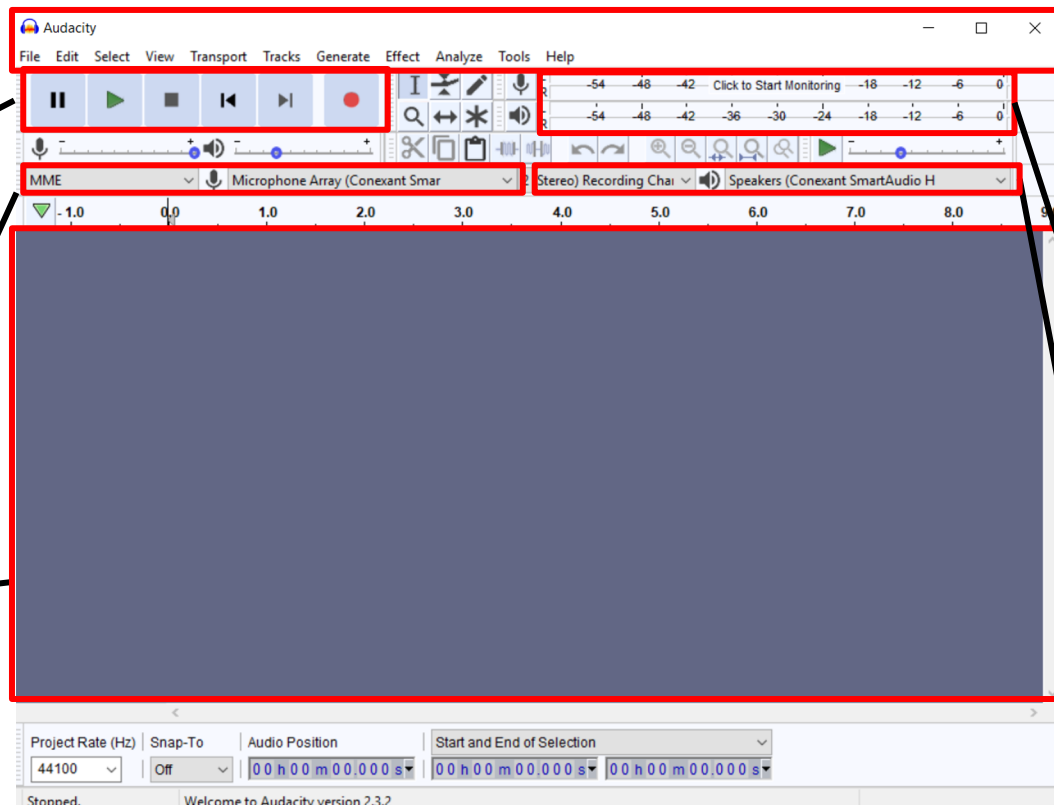 Audacity
File Edit Select View Transport Tracks Generate Effect Analyze Tools Help
R -54 -48 -42 Click to Start Monitoring -18 -12 -6 0
R -54 -48 -42 -36 -30 -24 -18 -12 -6 0
- + - + - +
MME Microphone Array (Conexant Smar 2 Stereo) Recording Chai Speakers (Conexant SmartAudio H
- 1.0 0.0 1.0 2.0 3.0 4.0 5.0 6.0 7.0 8.0
Project Rate (Hz) Snap-To Audio Position Start and End of Selection
44100 Off 00 h 00 m 00.000 s 00 h 00 m 00.000 s 00 h 00 m 00.000 s
Stopped. Welcome to Audacity version 2.3.2